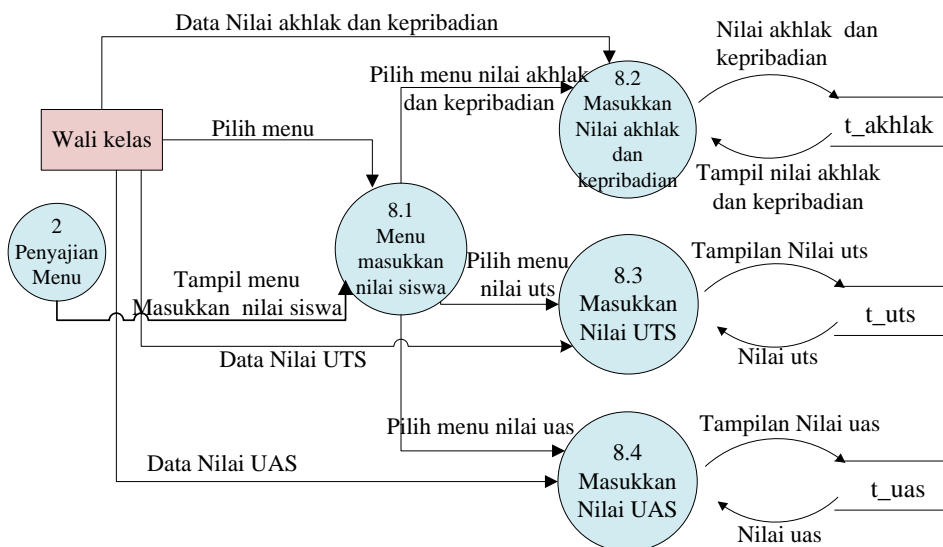 Data Nilai akhlak dan kepribadian
Nilai akhlak dan
kepribadian
Pilih menu nilai akhlak
dan kepribadian
8.2
Masukkan
Nilai akhlak
dan
kepribadian
t_akhlak
Tampil nilai akhlak
dan kepribadian
Wali kelas
Pilih menu
2
Penyajian
Menu
8.1
Menu
masukkan
nilai siswa
Tampil menu
Masukkan nilai siswa
Pilih menu
nilai uts
8.3
Masukkan
Nilai UTS
Tampilan Nilai uts
t_uts
Nilai uts
Data Nilai UTS
Pilih menu nilai uas
Data Nilai UAS
8.4
Masukkan
Nilai UAS
Tampilan Nilai uas
t_uas
Nilai uas